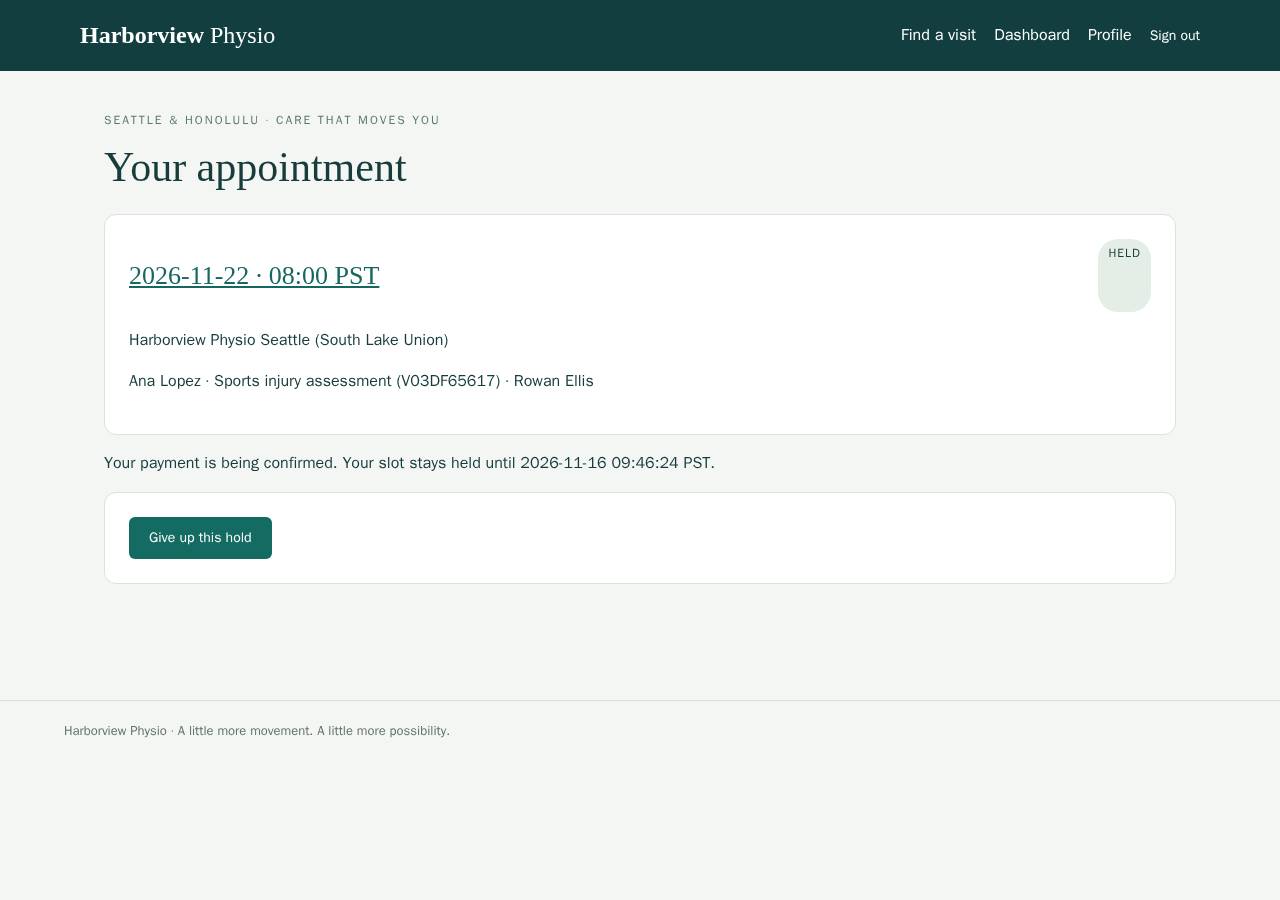 Harborview Physio
Find a visit Dashboard Profile Sign out
SEATTLE & HONOLULU · CARE THAT MOVES YOU
Your appointment
2026-11-22 · 08:00 PST
HELD
Harborview Physio Seattle (South Lake Union)
Ana Lopez · Sports injury assessment (V03DF65617) · Rowan Ellis
Your payment is being confirmed. Your slot stays held until 2026-11-16 09:46:24 PST.
Give up this hold
Harborview Physio · A little more movement. A little more possibility.